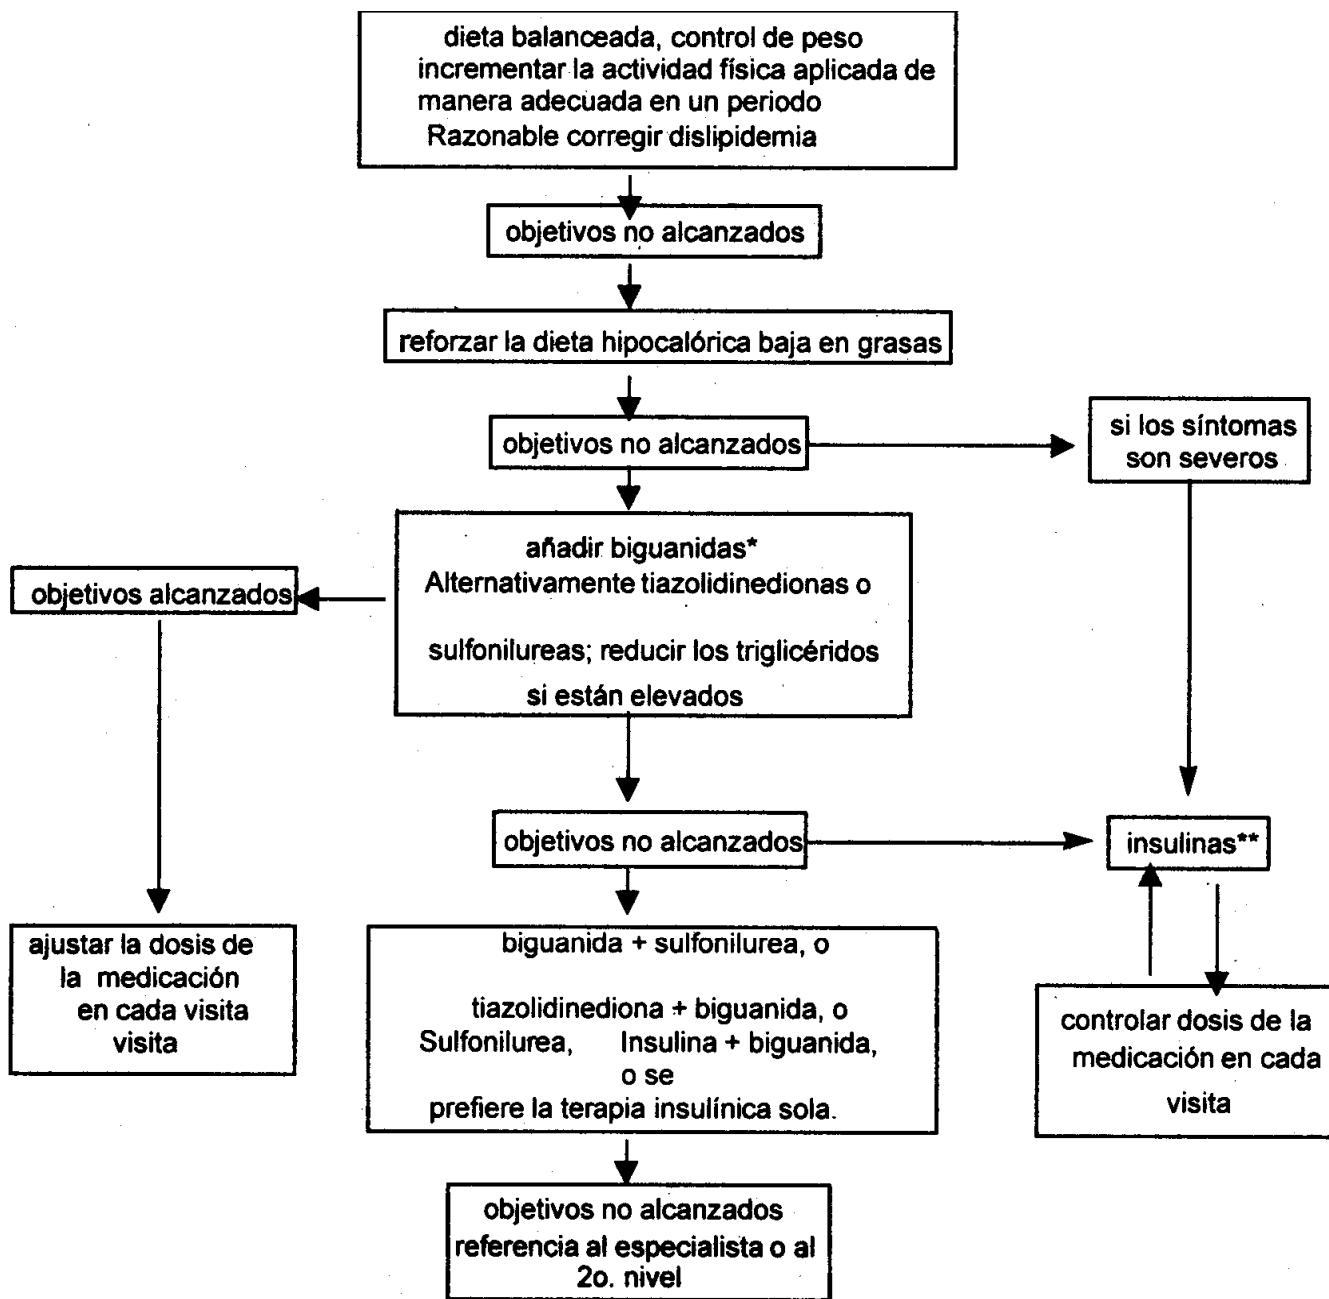 dieta balanceada, control de peso
incrementar la actividad física aplicada de
manera adecuada en un periodo
Razonable corregir dislipidemia
objetivos no alcanzados
reforzar la dieta hipocalórica baja en grasas
objetivos no alcanzados
si los síntomas
son severos
añadir biguanidas*
Alternativamente tiazolidinedionas o
sulfonilureas; reducir los triglicéridos
si están elevados
objetivos alcanzados
objetivos no alcanzados
insulinas**
ajustar la dosis de
la medicación
en cada visita
visita
biguanida + sulfonilurea, o
tiazolidinediona + biguanida, o
Sulfonilurea, Insulina + biguanida,
o se
prefiere la terapia insulínica sola.
controlar dosis de la
medicación en cada
visita
objetivos no alcanzados
referencia al especialista o al
2o. nivel